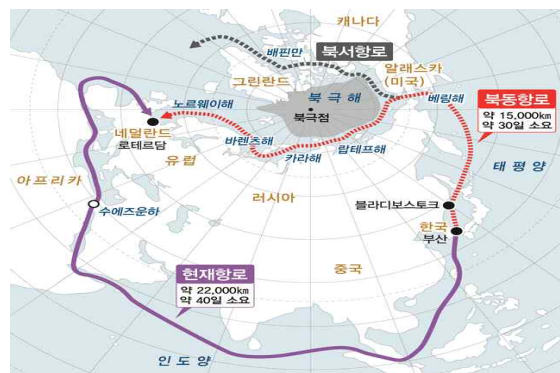 캐나다
배핀만
북서항로
알래스카
(미국)
그린란드
북극해
북극점
베링해
북동항로
약 15,000km
약 30일 소요
노르웨이해
네덜란드
로테르담
바렌츠해
카라해
랍테프해
유럽
태평양
아프리카
러시아
수에즈운하
블라디보스토크
한국
부산
현재항로
약 22,000km
약 40일 소요
중국
인도양